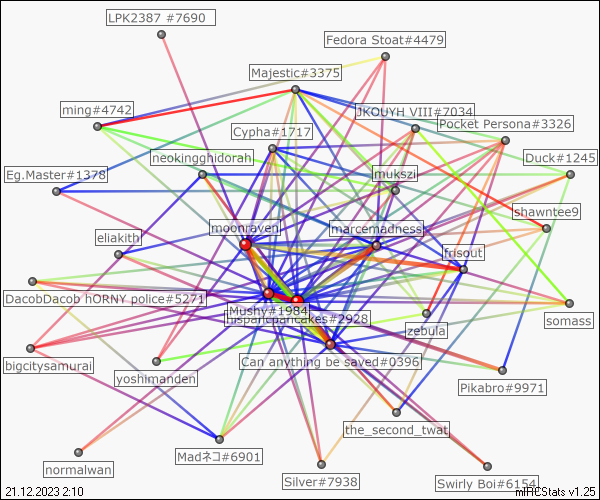 LPK2387 #7690
Fedora Stoat#4479
Majestic#3375
ming#4742
JKOUYH VIII#7034
Pocket Persona#3326
Cypha#1717
neokingghidorah
Duck#1245
Eg.Master#1378
mukszi
shawntee9
moonraven
marcemadness
eliakith
frisout
DacobDacob hORNY police#5271
Mushy#1984
somass
hispanicpancakes#2928
zebula
Can anything be saved#0396
bigcitysamurai
yoshimanden
Pikabro#9971
the_second_twat
Madネコ#6901
normalwan
Silver#7938
Swirly Boi#6154
21.12.2023 2:10
mIRCStats v1.25